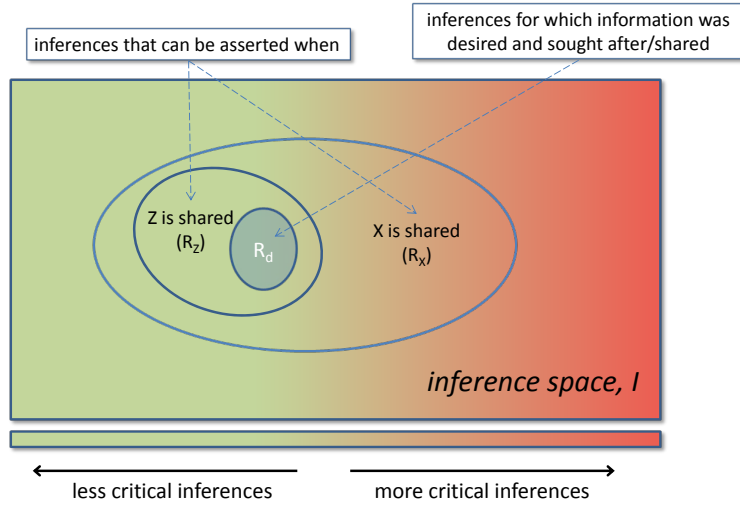 inferences that can be asserted when
inferences for which information was
desired and sought after/shared
Z is shared
(R_Z)
R_d
X is shared
(R_X)
inference space, I
less critical inferences
more critical inferences